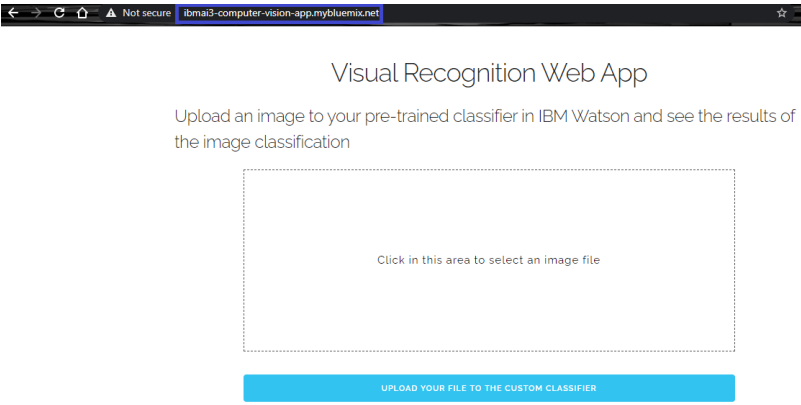 Not secure ibmai3-computer-vision-app.mybluemix.net
Visual Recognition Web App
Upload an image to your pre-trained classifier in IBM Watson and see the results of
the image classification
Click in this area to select an image file
UPLOAD YOUR FILE TO THE CUSTOM CLASSIFIER